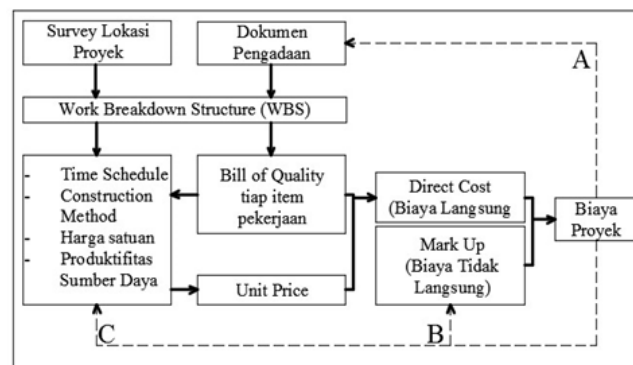 Survey Lokasi
Proyek
Dokumen
Pengadaan
A
Work Breakdown Structure (WBS)
- Time Schedule
- Construction
Method
- Harga satuan
- Produktifitas
Sumber Daya
Bill of Quality
tiap item
pekerjaan
Unit Price
Direct Cost
(Biaya Langsung
Mark Up
(Biaya Tidak
Langsung)
Biaya
Proyek
C
B